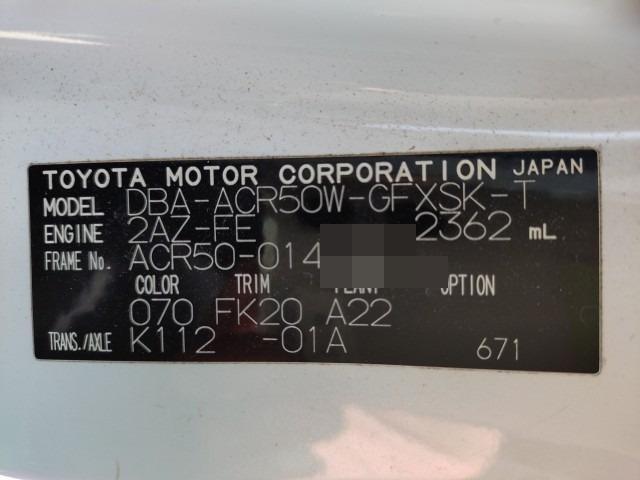 TOYOTA MOTOR CORPORATION JAPAN
MODEL DBA-ACR50W-GFXSK-T
ENGINE 2AZ-FE 2362 mL
FRAME No. ACR50-014
COLOR TRIM OPTION
070 FK20 A22
TRANS./AXLE K112 -01A 671